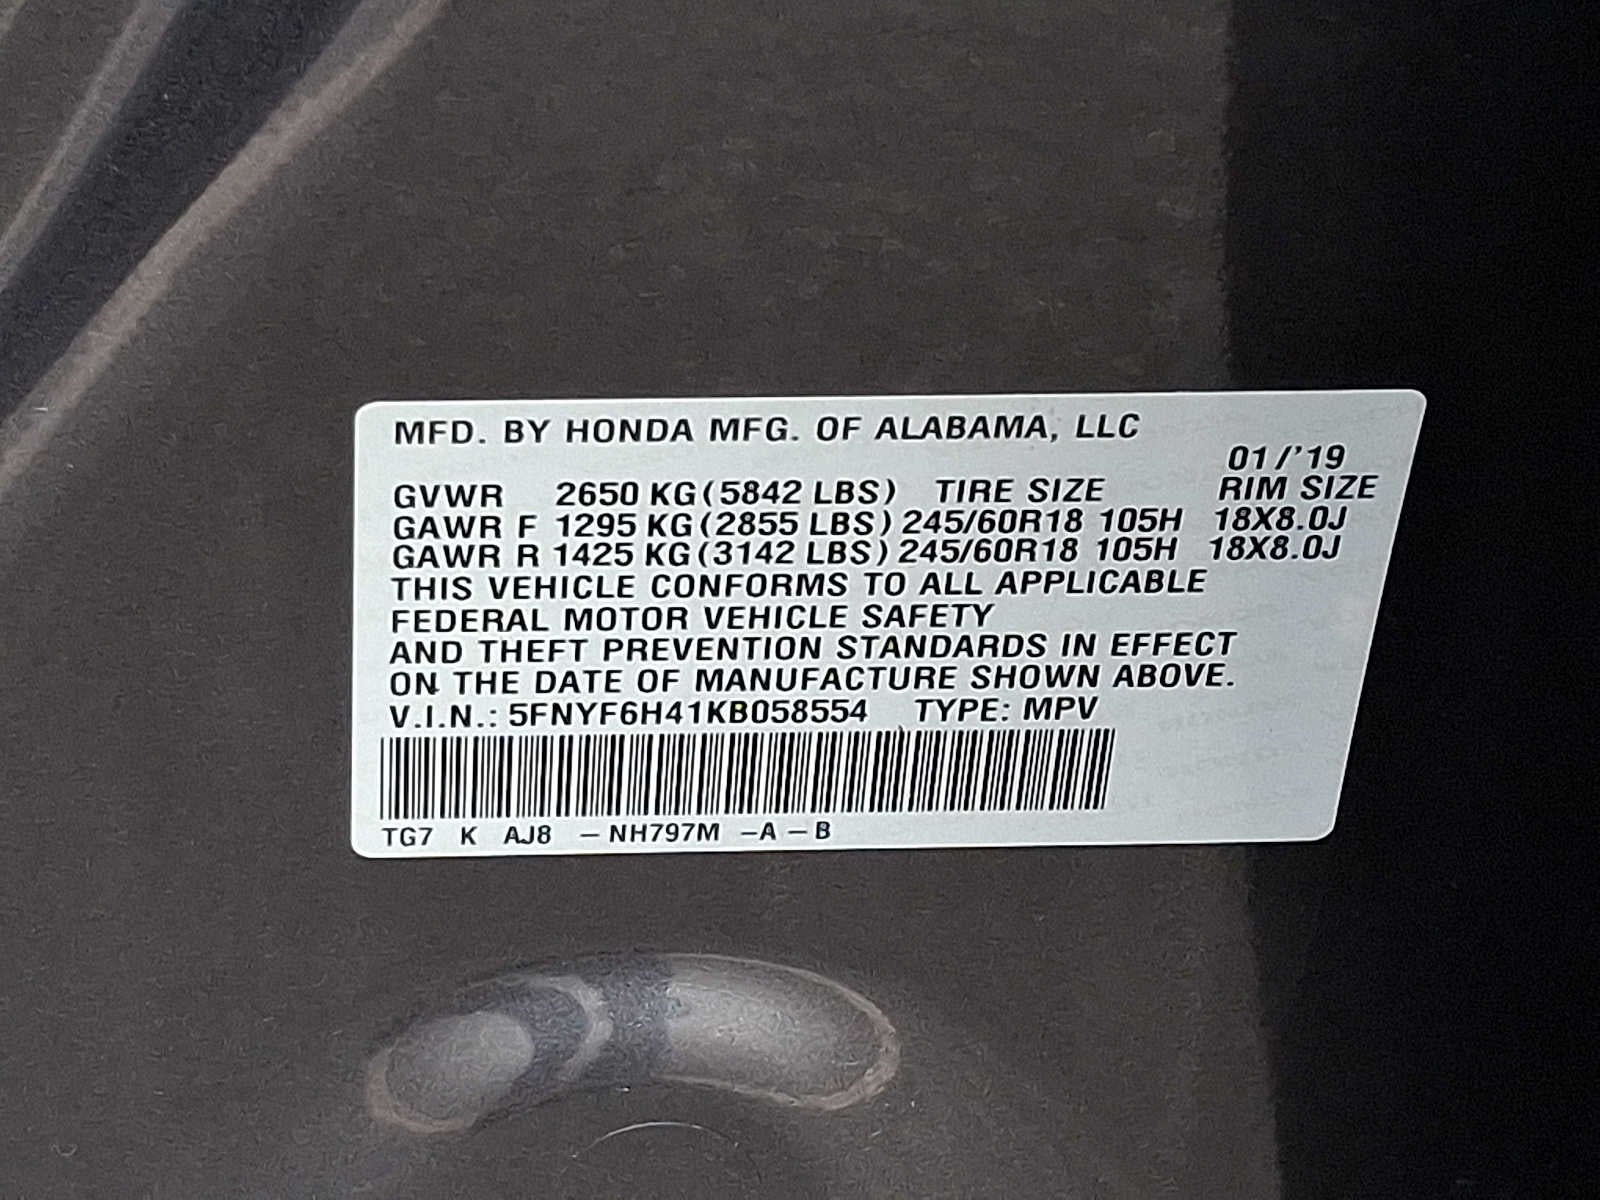 MFD. BY HONDA MFG. OF ALABAMA, LLC
01/'19
GVWR 2650 KG(5842 LBS) TIRE SIZE RIM SIZE
GAWR F 1295 KG(2855 LBS) 245/60R18 105H 18X8.0J
GAWR R 1425 KG(3142 LBS) 245/60R18 105H 18X8.0J
THIS VEHICLE CONFORMS TO ALL APPLICABLE
FEDERAL MOTOR VEHICLE SAFETY
AND THEFT PREVENTION STANDARDS IN EFFECT
ON THE DATE OF MANUFACTURE SHOWN ABOVE.
V.I.N.: 5FNYF6H41KB058554 TYPE: MPV
TG7 K AJ8 -NH797M -A-B